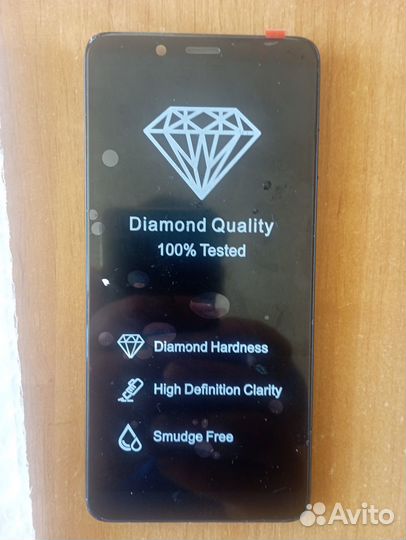 Diamond Quality
100% Tested
Diamond Hardness
High Definition Clarity
Smudge Free
Avito